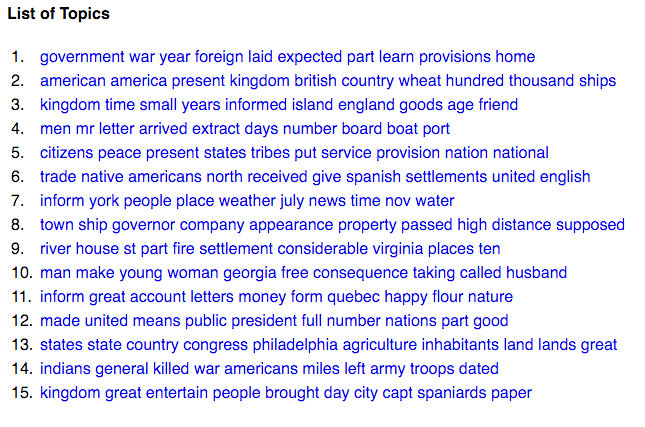 List of Topics
1. government war year foreign laid expected part learn provisions home
2. american america present kingdom british country wheat hundred thousand ships
3. kingdom time small years informed island england goods age friend
4. men mr letter arrived extract days number board boat port
5. citizens peace present states tribes put service provision nation national
6. trade native americans north received give spanish settlements united english
7. inform york people place weather july news time nov water
8. town ship governor company appearance property passed high distance supposed
9. river house st part fire settlement considerable virginia places ten
10. man make young woman georgia free consequence taking called husband
11. inform great account letters money form quebec happy flour nature
12. made united means public president full number nations part good
13. states state country congress philadelphia agriculture inhabitants land lands great
14. indians general killed war americans miles left army troops dated
15. kingdom great entertain people brought day city capt spaniards paper